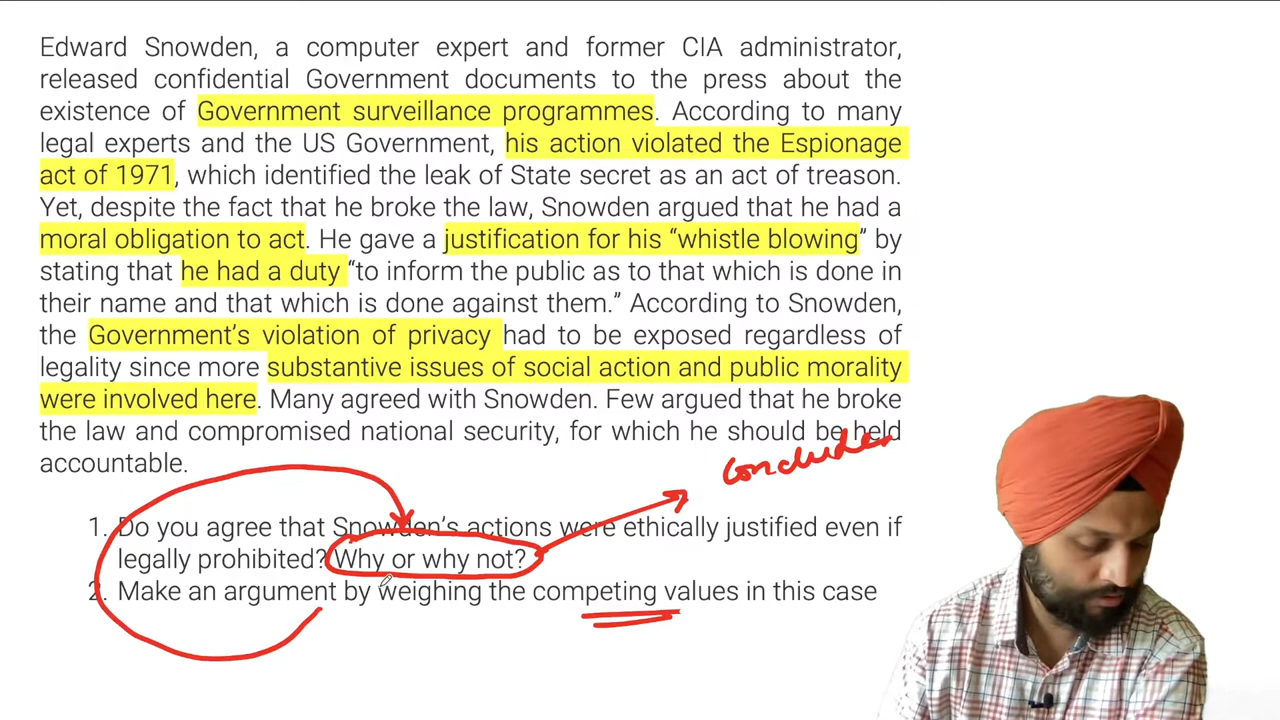 Edward Snowden, a computer expert and former CIA administrator,
released confidential Government documents to the press about the
existence of Government surveillance programmes. According to many
legal experts and the US Government, his action violated the Espionage
act of 1971, which identified the leak of State secret as an act of treason.
Yet, despite the fact that he broke the law, Snowden argued that he had a
moral obligation to act. He gave a justification for his “whistle blowing” by
stating that he had a duty “to inform the public as to that which is done in
their name and that which is done against them.” According to Snowden,
the Government’s violation of privacy had to be exposed regardless of
legality since more substantive issues of social action and public morality
were involved here. Many agreed with Snowden. Few argued that he broke
the law and compromised national security, for which he should be held
accountable.
concluder
1. Do you agree that Snowden’s actions were ethically justified even if
legally prohibited? Why or why not?
2. Make an argument by weighing the competing values in this case